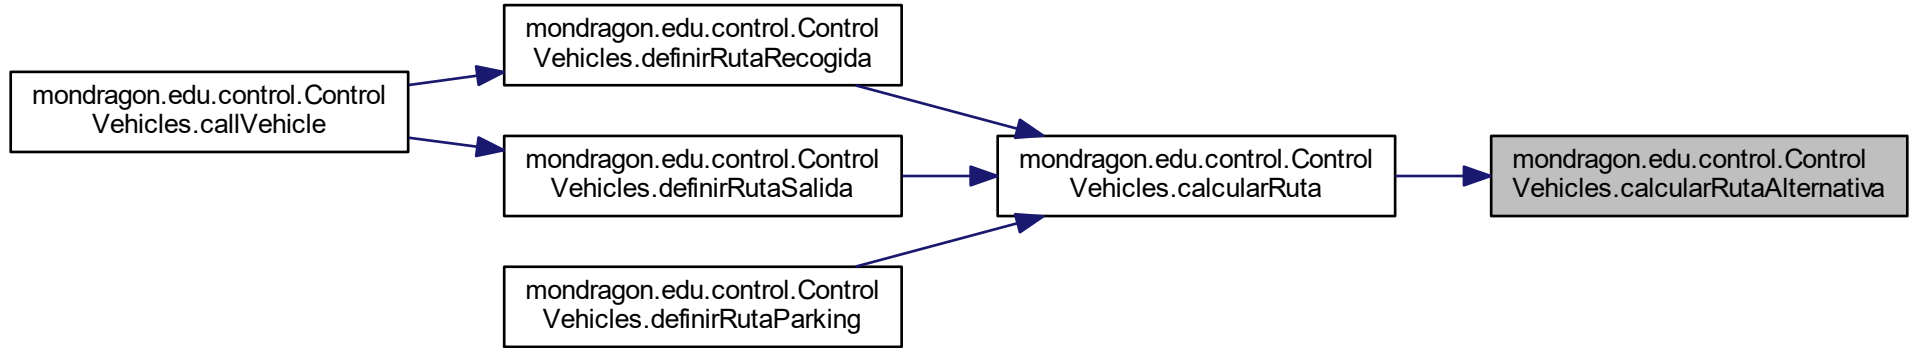 mondragon.edu.control.Control
Vehicles.callVehicle
mondragon.edu.control.Control
Vehicles.definirRutaRecogida
mondragon.edu.control.Control
Vehicles.definirRutaSalida
mondragon.edu.control.Control
Vehicles.definirRutaParking
mondragon.edu.control.Control
Vehicles.calcularRuta
mondragon.edu.control.Control
Vehicles.calcularRutaAlternativa